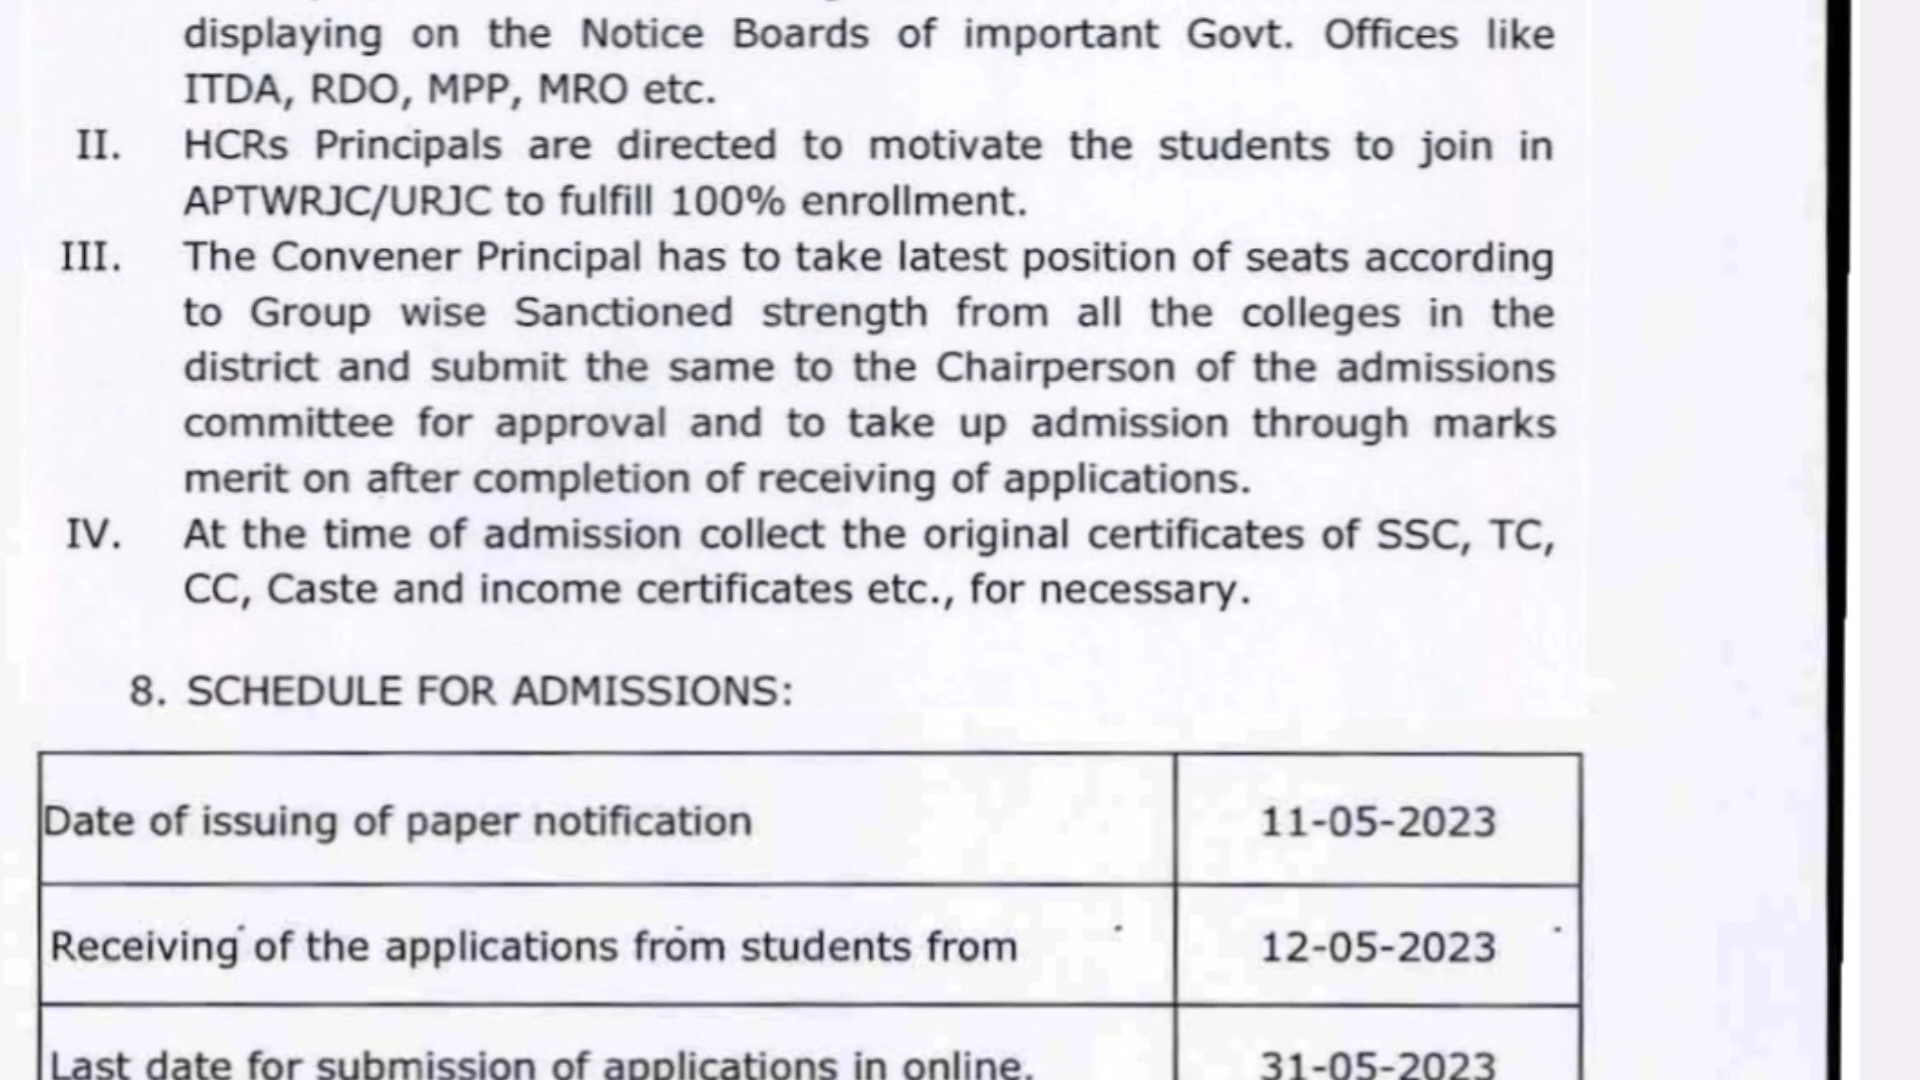 displaying on the Notice Boards of important Govt. Offices like
ITDA, RDO, MPP, MRO etc.
II. HCRs Principals are directed to motivate the students to join in
APTWRJC/URJC to fulfill 100% enrollment.
III. The Convener Principal has to take latest position of seats according
to Group wise Sanctioned strength from all the colleges in the
district and submit the same to the Chairperson of the admissions
committee for approval and to take up admission through marks
merit on after completion of receiving of applications.
IV. At the time of admission collect the original certificates of SSC, TC,
CC, Caste and income certificates etc., for necessary.
8. SCHEDULE FOR ADMISSIONS:
Date of issuing of paper notification 11-05-2023
Receiving of the applications from students from 12-05-2023
Last date for submission of applications in online. 31-05-2023